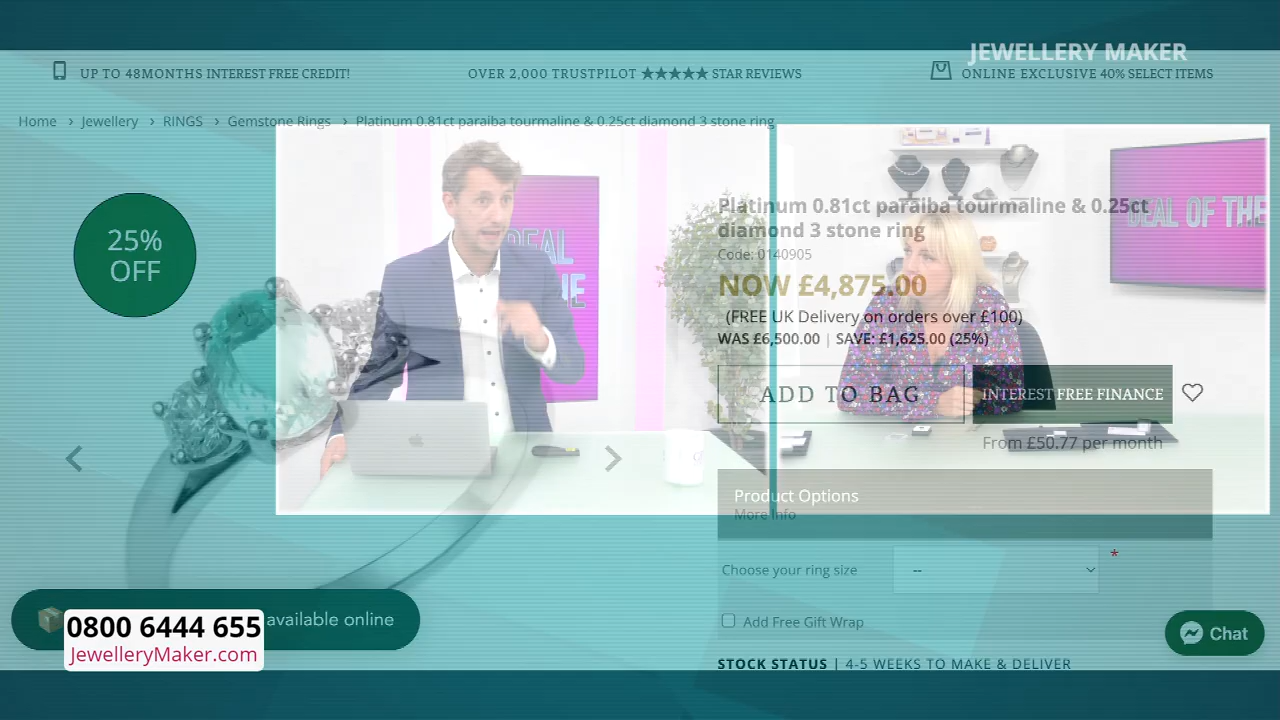 JEWELLERY MAKER
UP TO 48MONTHS INTEREST FREE CREDIT!
OVER 2,000 TRUSTPILOT ★★★★★ STAR REVIEWS
ONLINE EXCLUSIVE 40% SELECT ITEMS
Home › Jewellery › RINGS › Gemstone Rings › Platinum 0.81ct paraiba tourmaline & 0.25ct diamond 3 stone ring
25%
OFF
DEAL
DEAL OF THE
Platinum 0.81ct paraiba tourmaline & 0.25ct
diamond 3 stone ring
Code: 0140905
NOW £4,875.00
(FREE UK Delivery on orders over £100)
WAS £6,500.00 | SAVE: £1,625.00 (25%)
ADD TO BAG
INTEREST FREE FINANCE
From £50.77 per month
Product Options
More Info
Choose your ring size
--
*
Add Free Gift Wrap
available online
0800 6444 655
JewelleryMaker.com
Chat
STOCK STATUS | 4-5 WEEKS TO MAKE & DELIVER